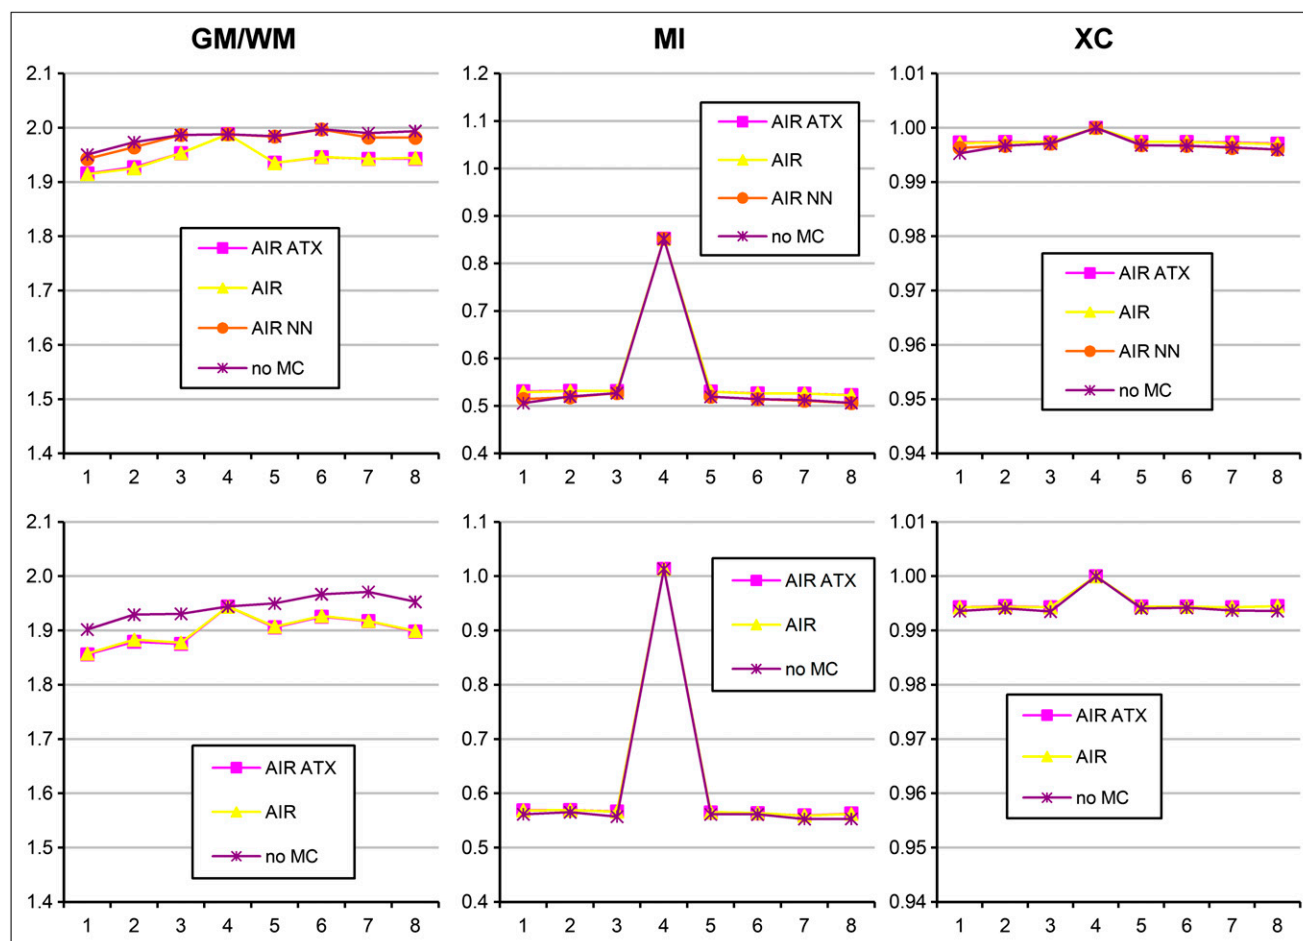 GM/WM MI XC
2.1
2.0
1.9
1.8
1.7
1.6
1.5
1.4
1 2 3 4 5 6 7 8
AIR ATX
AIR
AIR NN
no MC
1.2
1.1
1.0
0.9
0.8
0.7
0.6
0.5
0.4
1 2 3 4 5 6 7 8
AIR ATX
AIR
AIR NN
no MC
1.01
1.00
0.99
0.98
0.97
0.96
0.95
0.94
1 2 3 4 5 6 7 8
AIR ATX
AIR
AIR NN
no MC
2.1
2.0
1.9
1.8
1.7
1.6
1.5
1.4
1 2 3 4 5 6 7 8
AIR ATX
AIR
no MC
1.1
1.0
0.9
0.8
0.7
0.6
0.5
0.4
1 2 3 4 5 6 7 8
AIR ATX
AIR
no MC
1.01
1.00
0.99
0.98
0.97
0.96
0.95
0.94
1 2 3 4 5 6 7 8
AIR ATX
AIR
no MC